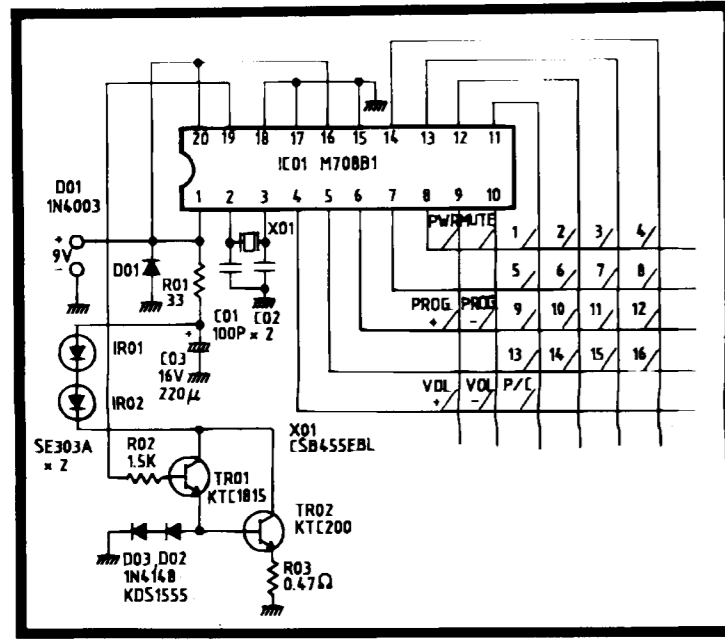 20 19 18 17 16 15 14 13 12 11
IC01 M708B1
1 2 3 4 5 6 7 8 9 10
D01
1N4003
+
9V
-
D01
R01
33
X01
C01 C02
100P × 2
+
C03
16V
220μ
IR01
IR02
SE303A
× 2
R02
1.5K
X01
CSB455EBL
TR01
KTC1815
TR02
KTC200
D03, D02
1N4148
KDS1555
R03
0.47Ω
PWR MUTE 1 2 3 4
5 6 7 8
PROG PROG 9 10 11 12
+ -
13 14 15 16
VOL VOL P/C
+ -